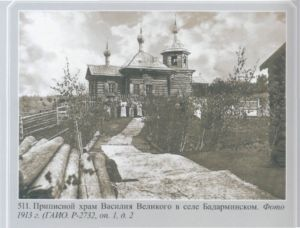 511. Приписной храм Василия Великого в селе Бадарминском. Фото
1913 г. (ГАИО. Р-2732, оп. 1, д. 2